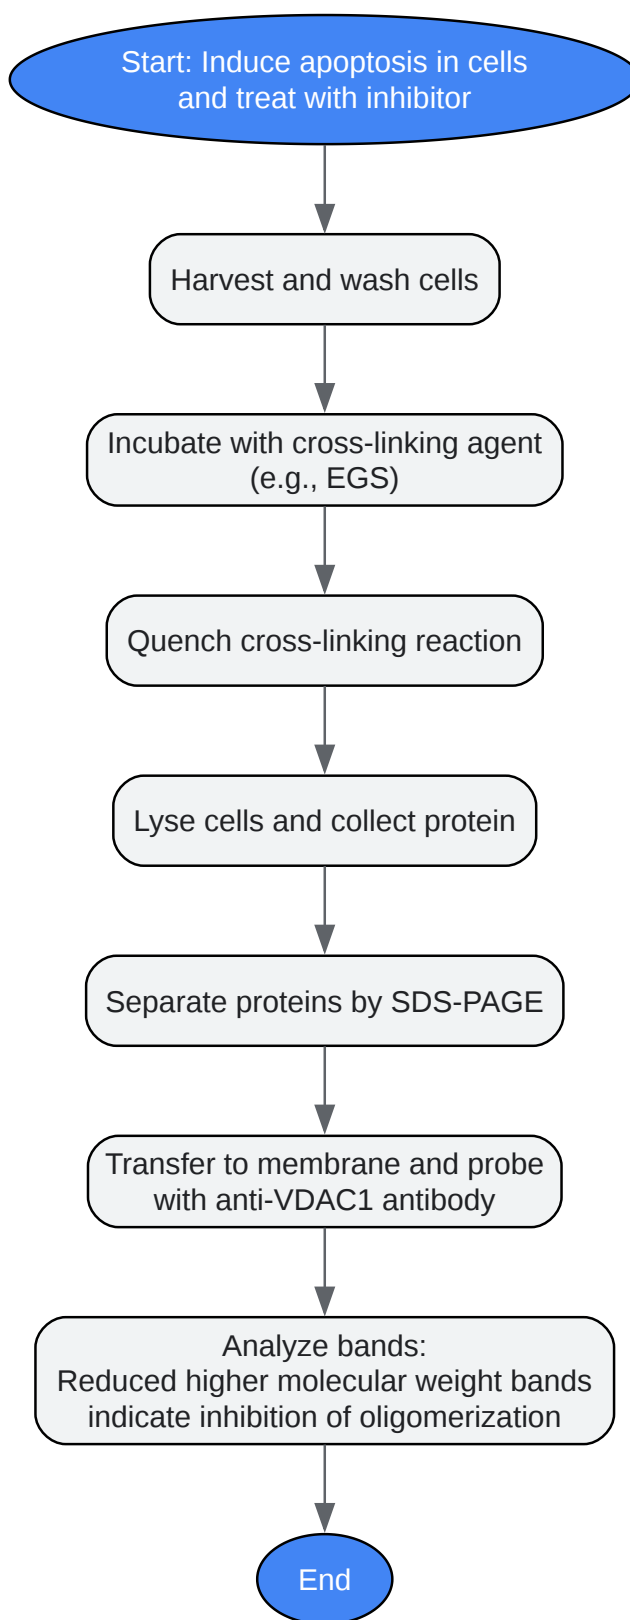 Start: Induce apoptosis in cells
and treat with inhibitor
Harvest and wash cells
Incubate with cross-linking agent
(e.g., EGS)
Quench cross-linking reaction
Lyse cells and collect protein
Separate proteins by SDS-PAGE
Transfer to membrane and probe
with anti-VDAC1 antibody
Analyze bands:
Reduced higher molecular weight bands
indicate inhibition of oligomerization
End